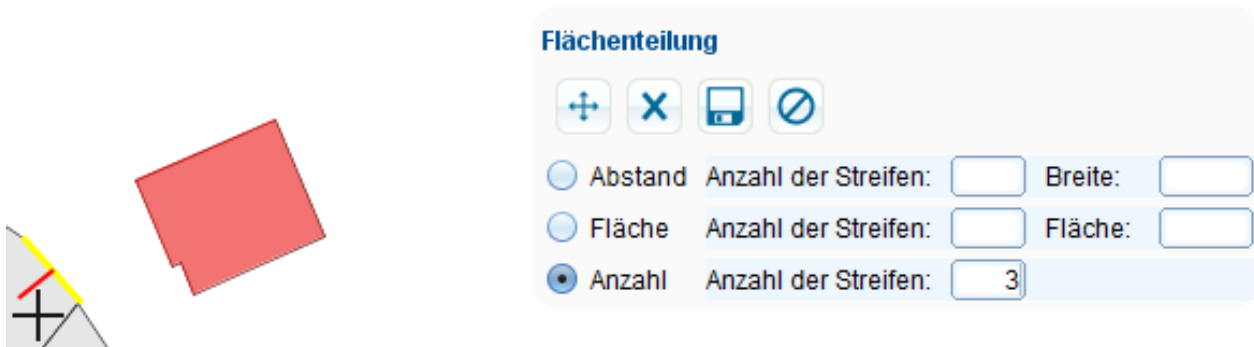 Flächenteilung
Abstand Anzahl der Streifen: Breite:
Fläche Anzahl der Streifen: Fläche:
Anzahl Anzahl der Streifen: 3